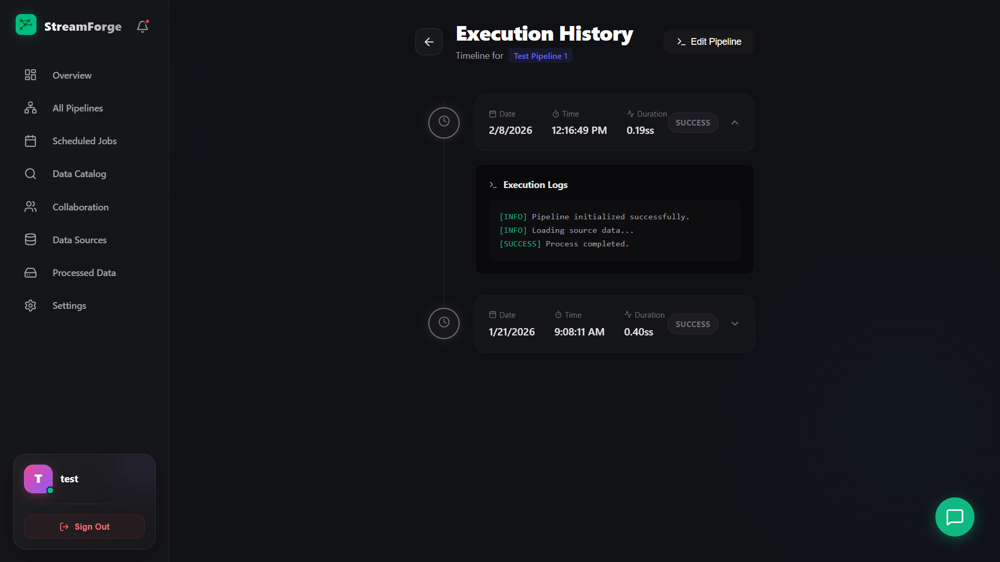 StreamForge
Overview
All Pipelines
Scheduled Jobs
Data Catalog
Collaboration
Data Sources
Processed Data
Settings
T
test
Sign Out
Execution History
Timeline for Test Pipeline 1
Edit Pipeline
Date Time Duration
2/8/2026 12:16:49 PM 0.19ss SUCCESS
Execution Logs
[INFO] Pipeline initialized successfully.
[INFO] Loading source data...
[SUCCESS] Process completed.
Date Time Duration
1/21/2026 9:08:11 AM 0.40ss SUCCESS